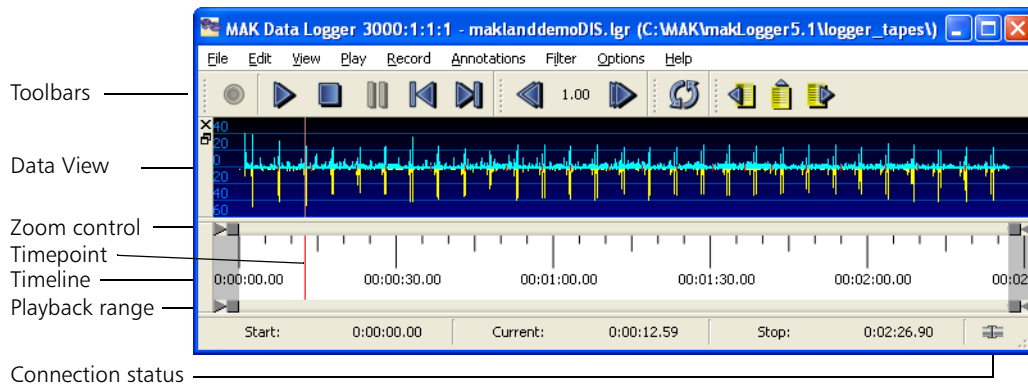 MAK Data Logger 3000:1:1:1 - maklanddemoDIS.lgr (C:\MAK\makLogger5.1\logger_tapes\)
File Edit View Play Record Annotations Filter Options Help
Toolbars
1.00
40
20
0
20
40
60
Data View
Zoom control
Timepoint
Timeline
0:00:00.00 00:00:30.00 00:01:00.00 00:01:30.00 00:02:00.00 00:02
Playback range
Start: 0:00:00.00 Current: 0:00:12.59 Stop: 0:02:26.90
Connection status